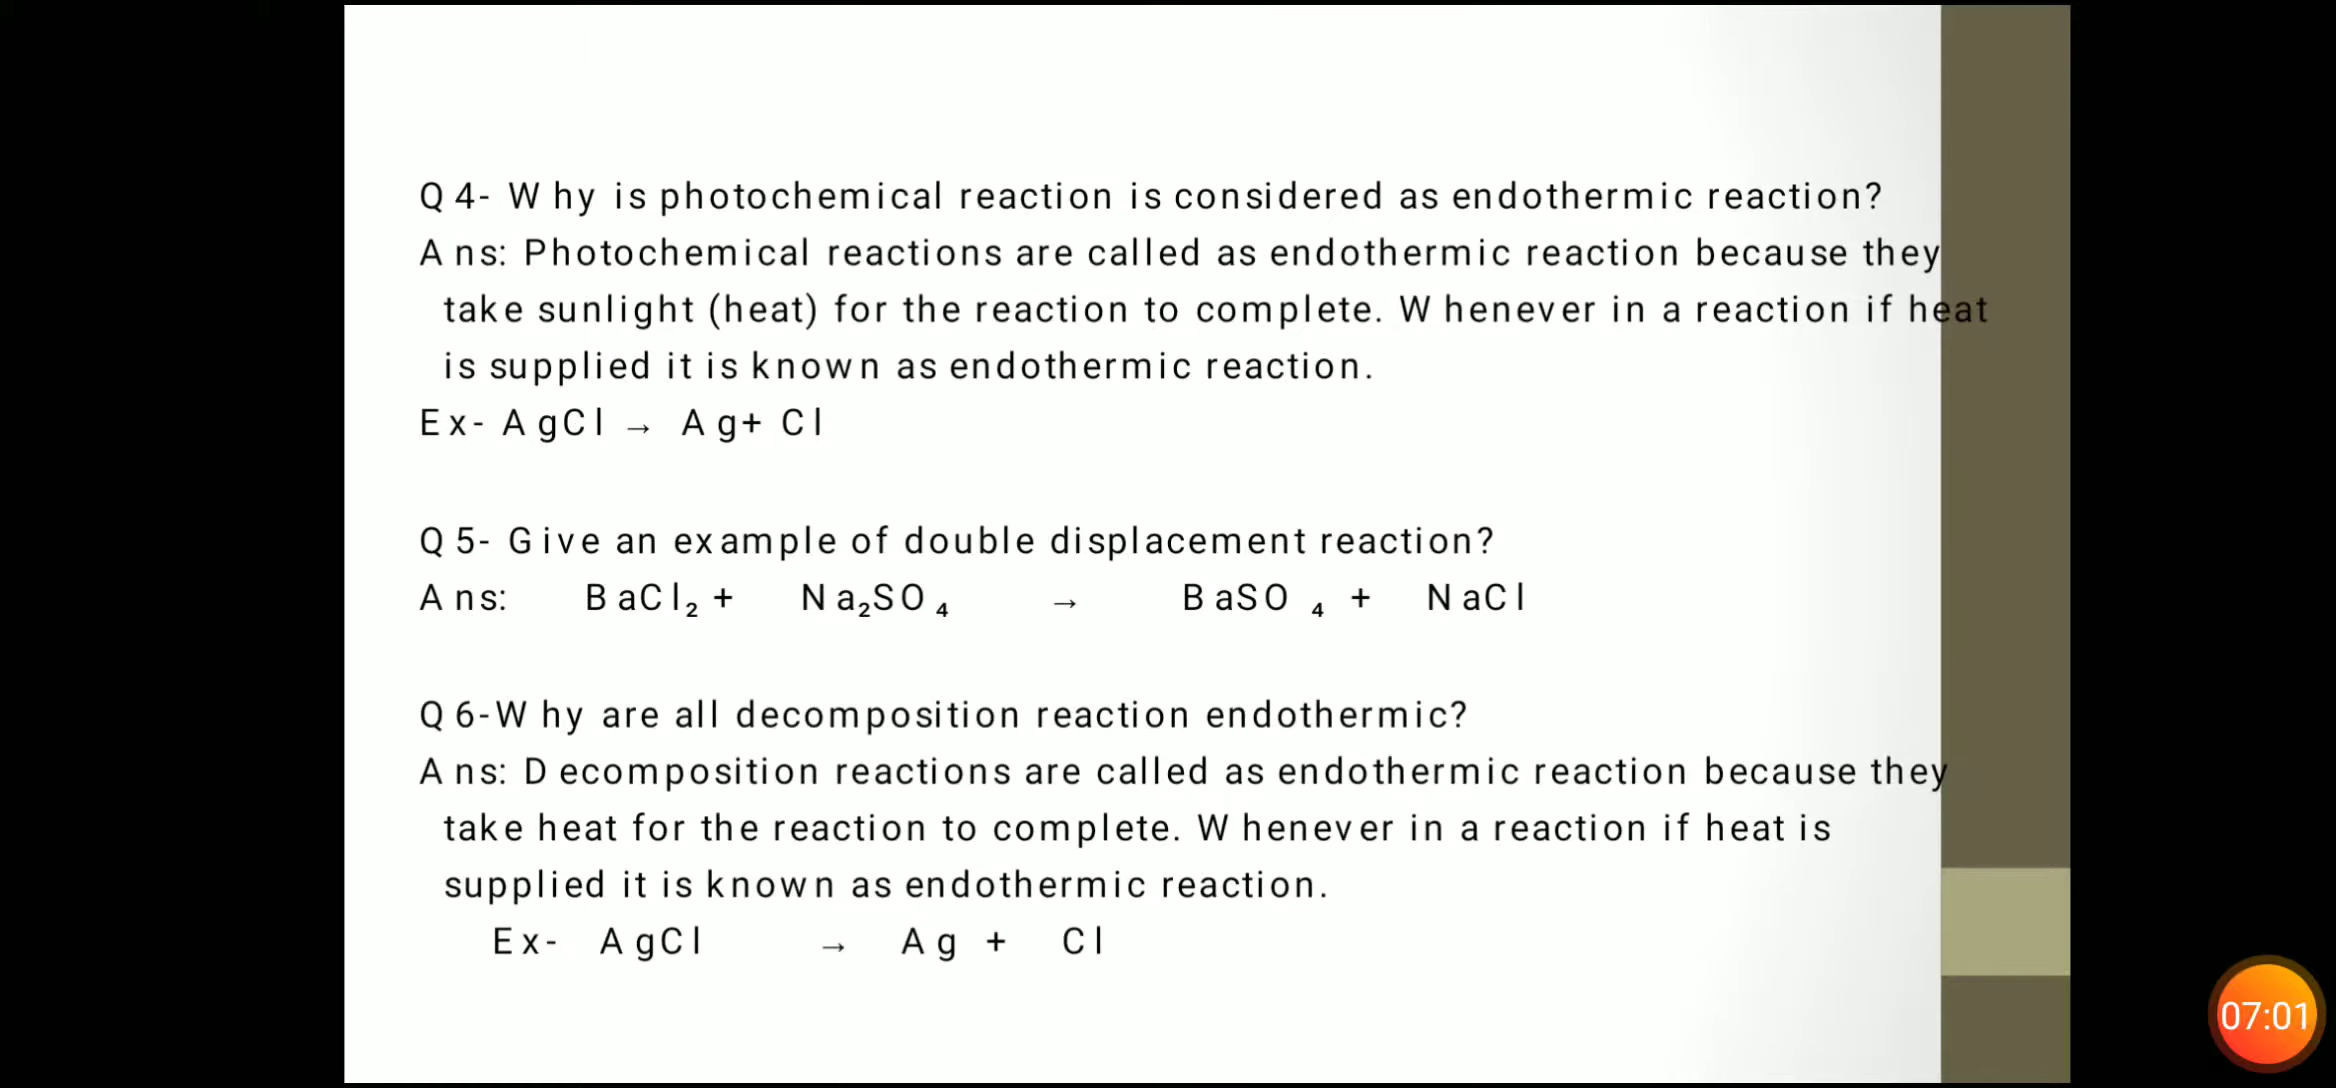 Q4- Why is photochemical reaction is considered as endothermic reaction?
Ans: Photochemical reactions are called as endothermic reaction because they
take sunlight (heat) for the reaction to complete. Whenever in a reaction if heat
is supplied it is known as endothermic reaction.
Ex- AgCl → Ag+ Cl
Q5- Give an example of double displacement reaction?
Ans: BaCl₂ + Na₂SO₄ → BaSO₄ + NaCl
Q6-Why are all decomposition reaction endothermic?
Ans: Decomposition reactions are called as endothermic reaction because they
take heat for the reaction to complete. Whenever in a reaction if heat is
supplied it is known as endothermic reaction.
Ex- AgCl → Ag + Cl
07:01